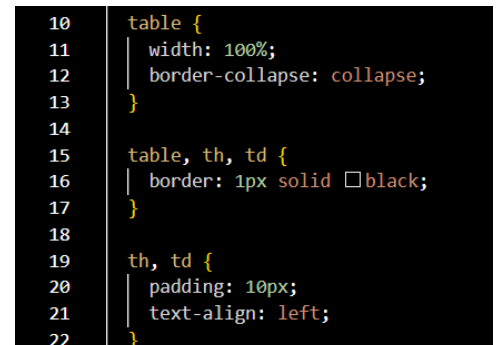 10 table {
11 width: 100%;
12 border-collapse: collapse;
13 }
14
15 table, th, td {
16 border: 1px solid black;
17 }
18
19 th, td {
20 padding: 10px;
21 text-align: left;
22 }